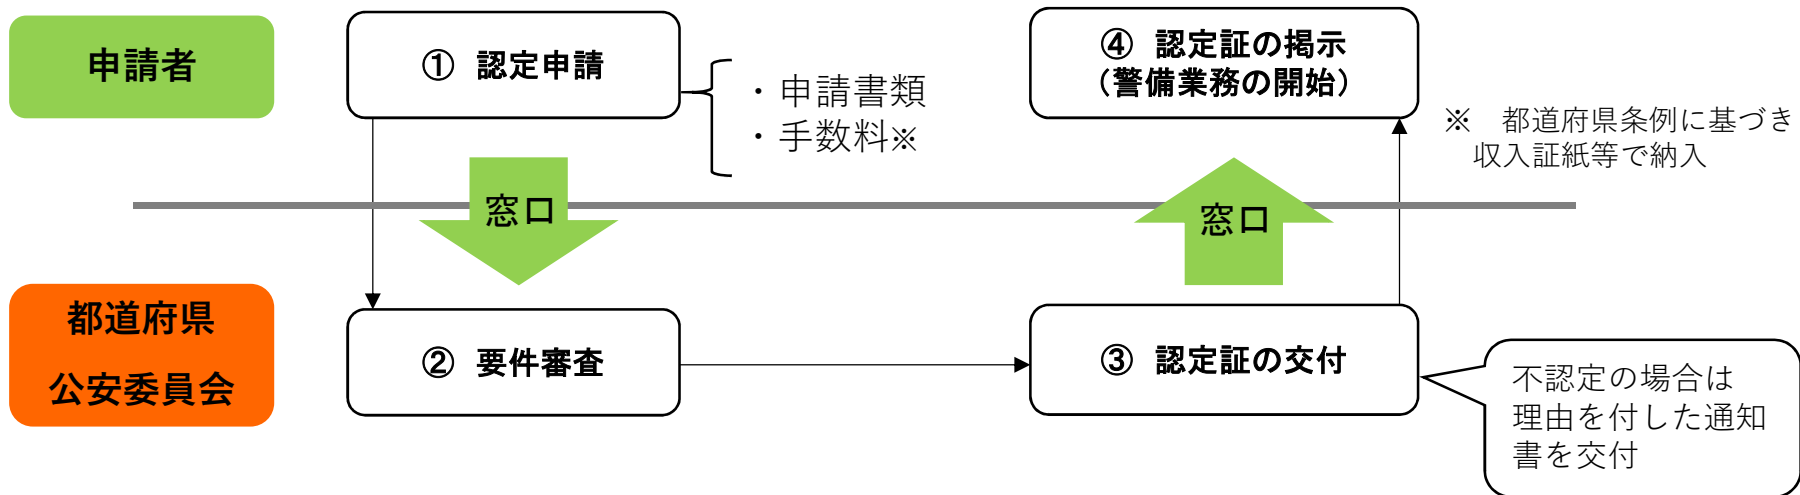 申請者
① 認定申請
・申請書類
・手数料※
④ 認定証の掲示
（警備業務の開始）
※ 都道府県条例に基づき
収入証紙等で納入
窓口
窓口
都道府県
公安委員会
② 要件審査
③ 認定証の交付
不認定の場合は
理由を付した通知
書を交付